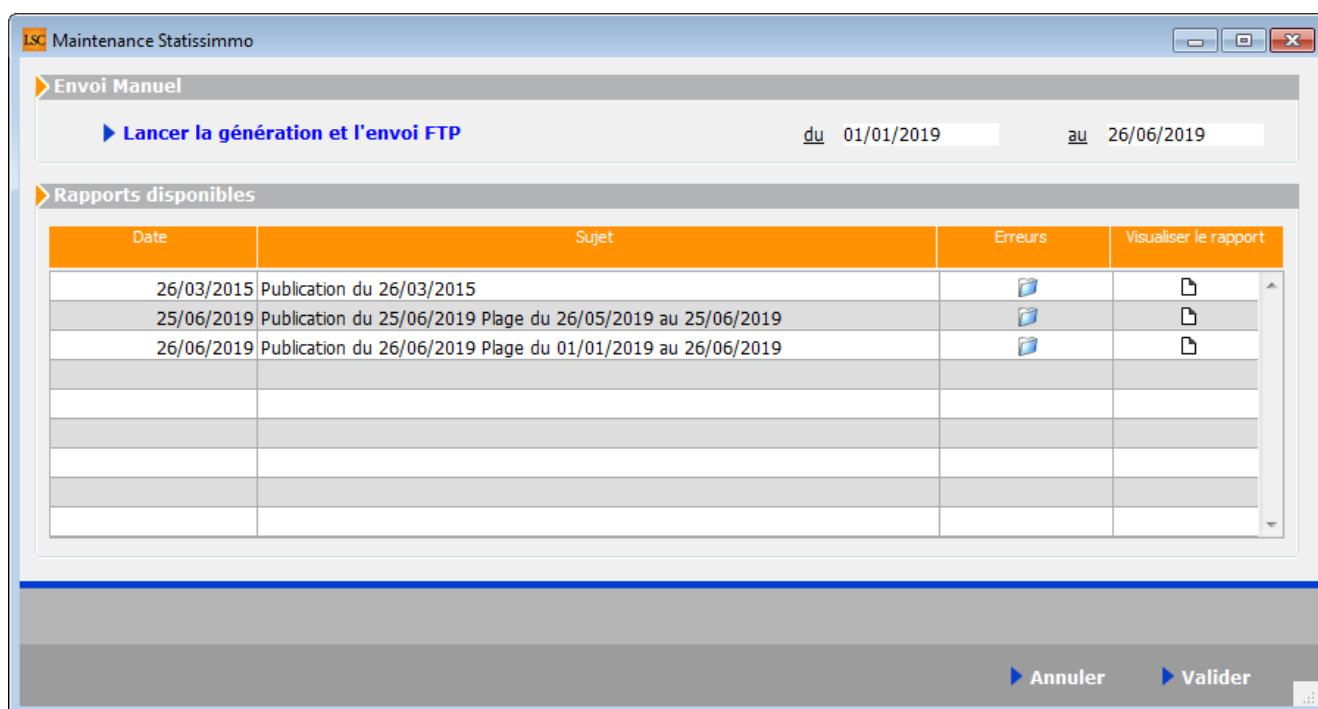 LSC Maintenance Statissimmo
Envoi Manuel
Lancer la génération et l'envoi FTP du 01/01/2019 au 26/06/2019
Rapports disponibles
Date Sujet Erreurs Visualiser le rapport
26/03/2015 Publication du 26/03/2015
25/06/2019 Publication du 25/06/2019 Plage du 26/05/2019 au 25/06/2019
26/06/2019 Publication du 26/06/2019 Plage du 01/01/2019 au 26/06/2019
Annuler Valider